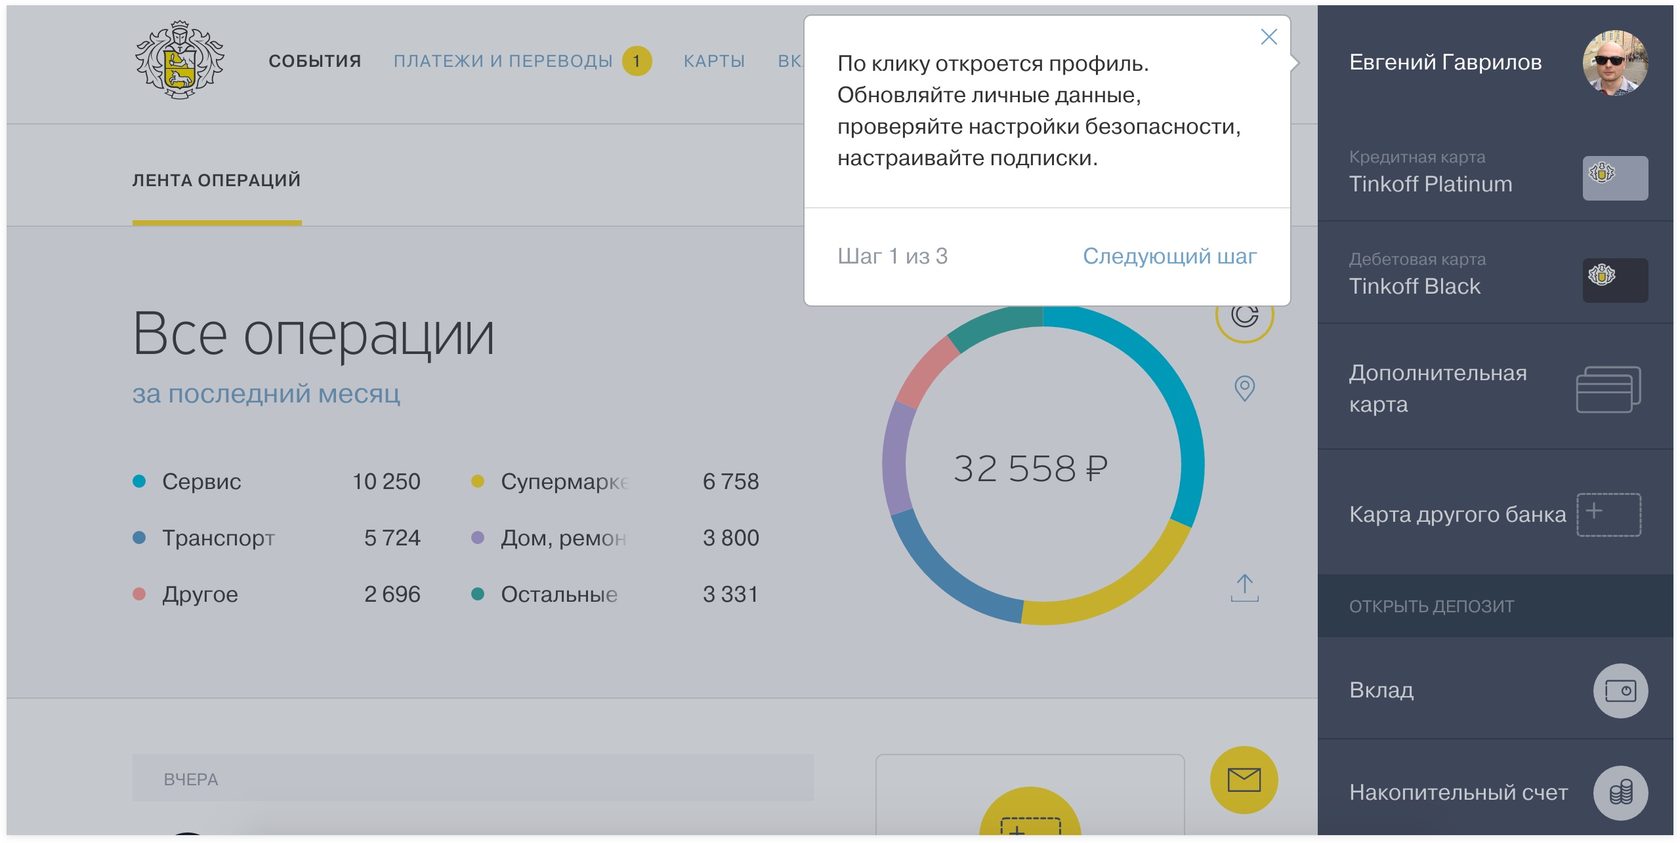 СОБЫТИЯ
ПЛАТЕЖИ И ПЕРЕВОДЫ 1
КАРТЫ
ВК
По клику откроется профиль.
Обновляйте личные данные,
проверяйте настройки безопасности,
настраивайте подписки.
Шаг 1 из 3
Следующий шаг
ЛЕНТА ОПЕРАЦИЙ
Все операции
за последний месяц
Сервис 10 250
Супермарке 6 758
Транспорт 5 724
Дом, ремон 3 800
Другое 2 696
Остальные 3 331
32 558 ₽
ВЧЕРА
Евгений Гаврилов
Кредитная карта
Tinkoff Platinum
Дебетовая карта
Tinkoff Black
Дополнительная
карта
Карта другого банка
ОТКРЫТЬ ДЕПОЗИТ
Вклад
Накопительный счет